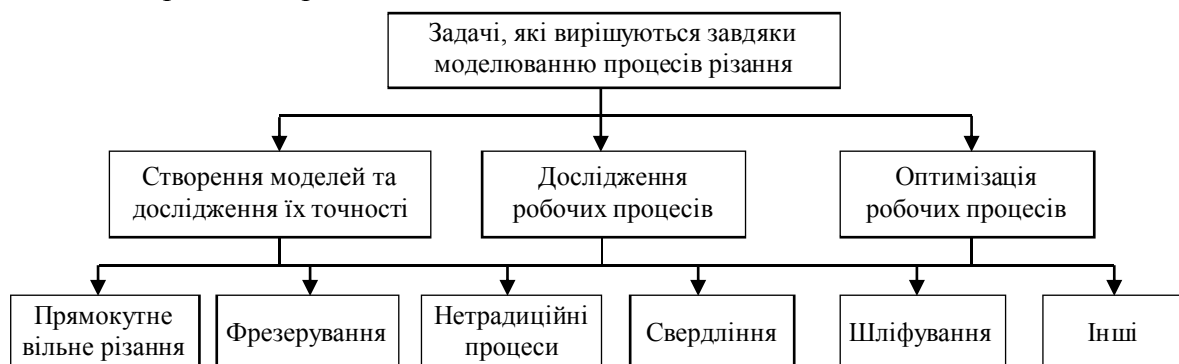 Задачі, які вирішуються завдяки
моделюванню процесів різання
Створення моделей та
дослідження їх точності
Дослідження
робочих процесів
Оптимізація
робочих процесів
Прямокутне
вільне різання
Фрезерування
Нетрадиційні
процеси
Свердління
Шліфування
Інші